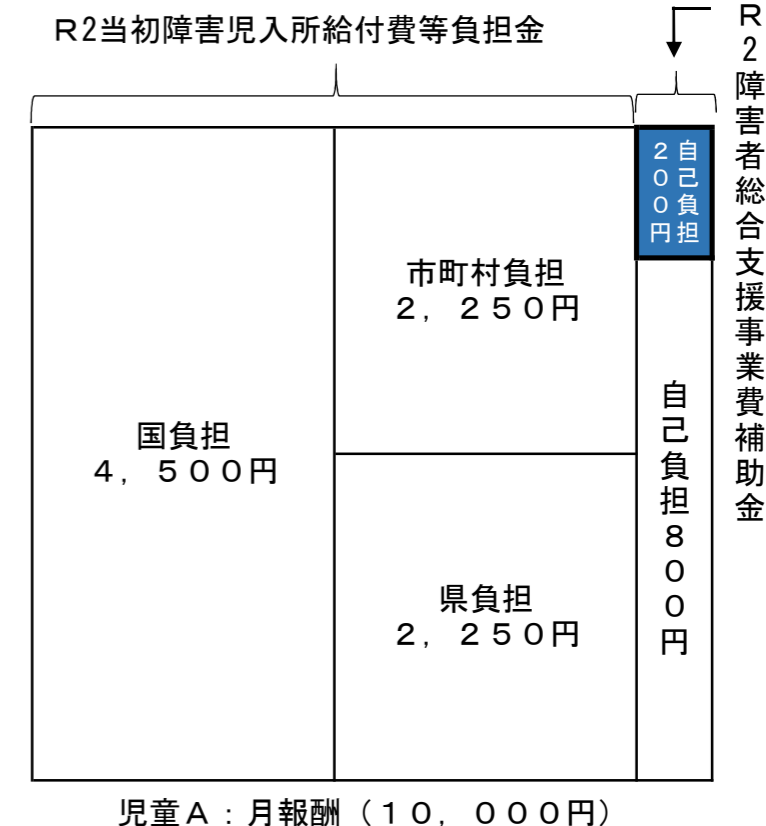 R2当初障害児入所給付費等負担金
R2障害者総合支援事業費補助金
国負担
4,500円
市町村負担
2,250円
県負担
2,250円
自己負担
200円
自己負担800円
児童A:月報酬(10,000円)